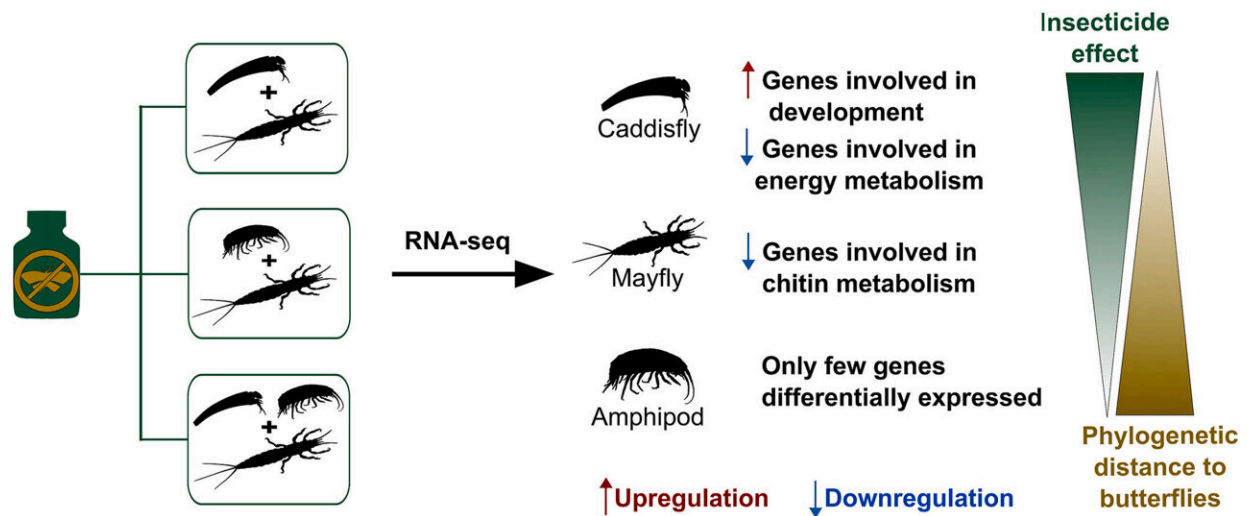 Insecticide
effect
RNA-seq
Caddisfly
Genes involved in
development
Genes involved in
energy metabolism
Mayfly
Genes involved in
chitin metabolism
Amphipod
Only few genes
differentially expressed
Phylogenetic
distance to
butterflies
Upregulation
Downregulation
+
+
+